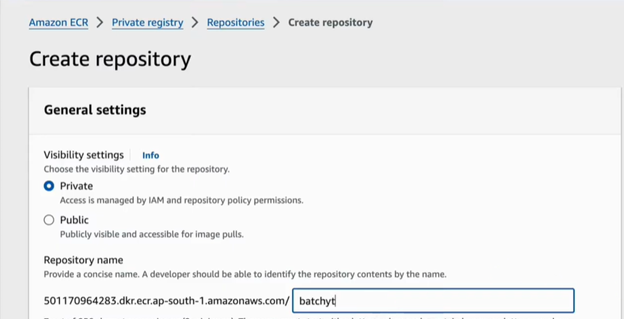 Amazon ECR > Private registry > Repositories > Create repository
Create repository
General settings
Visibility settings Info
Choose the visibility setting for the repository.
Private
Access is managed by IAM and repository policy permissions.
Public
Publicly visible and accessible for image pulls.
Repository name
Provide a concise name. A developer should be able to identify the repository contents by the name.
501170964283.dkr.ecr.ap-south-1.amazonaws.com/ batchyt